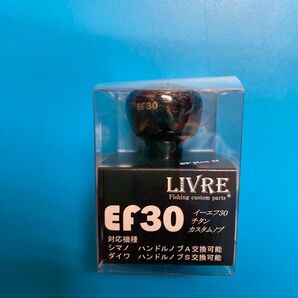 EF30
LIVRE
Fishing custom parts®
EF30
イーエフ30
チタン
カスタムノブ
対応機種
シマノ ハンドルノブA交換可能
ダイワ ハンドルノブS交換可能